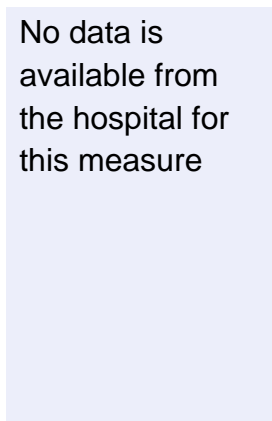 No data is
available from
the hospital for
this measure